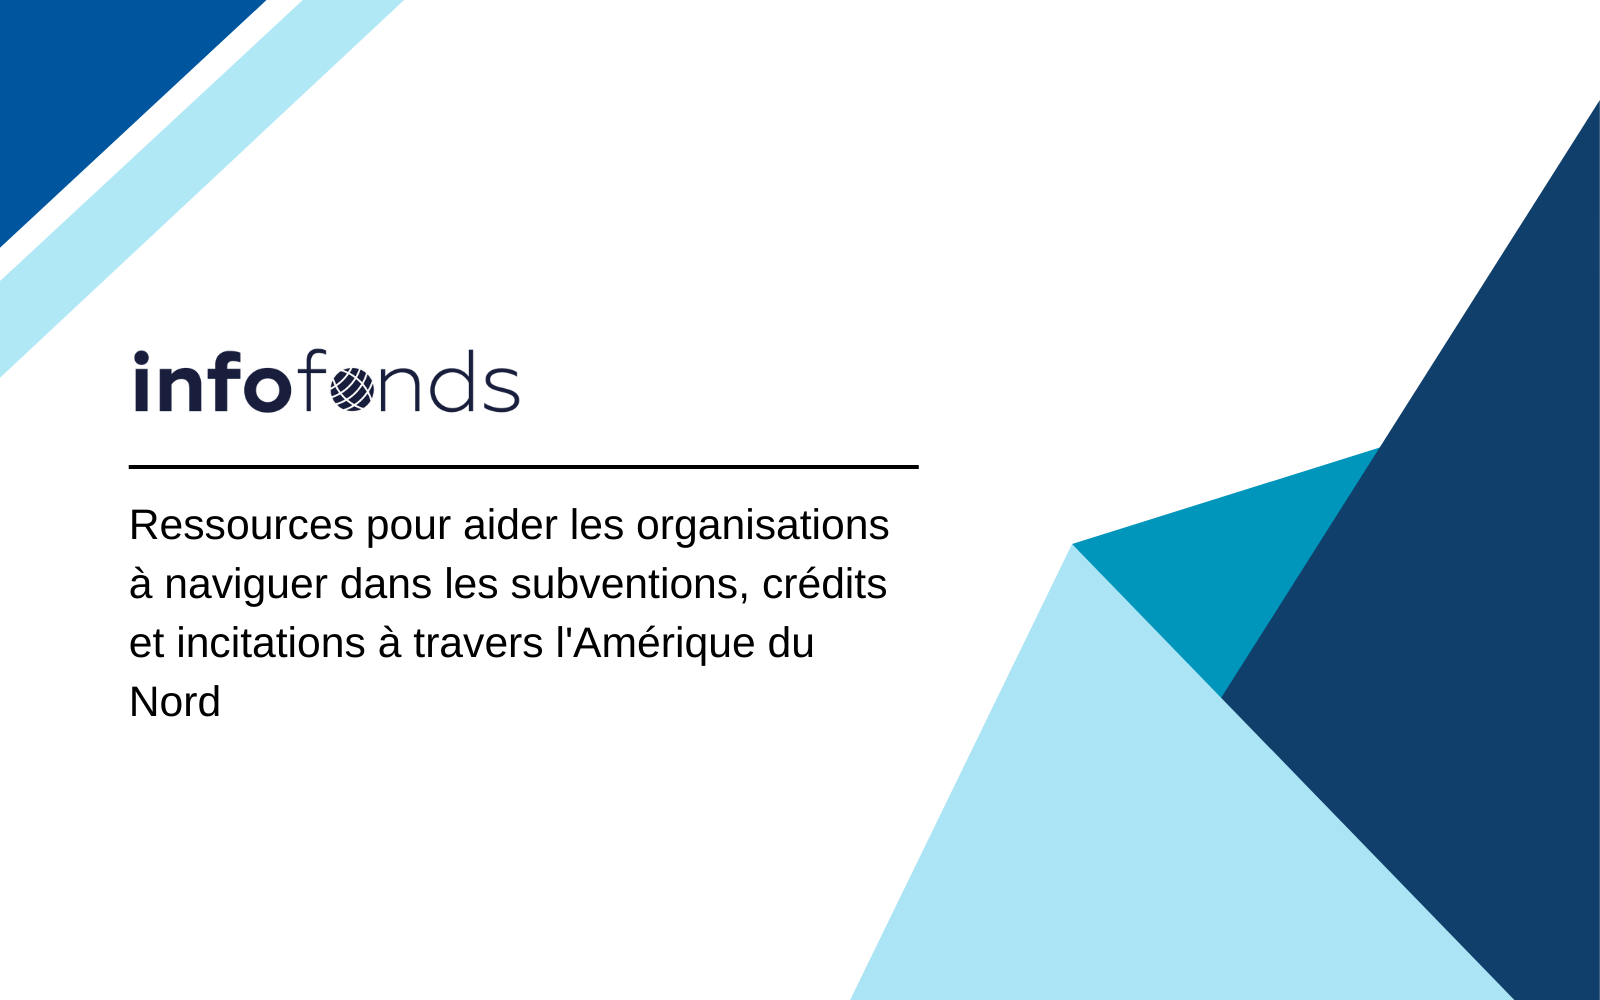 infofonds
Ressources pour aider les organisations
à naviguer dans les subventions, crédits
et incitations à travers l'Amérique du
Nord